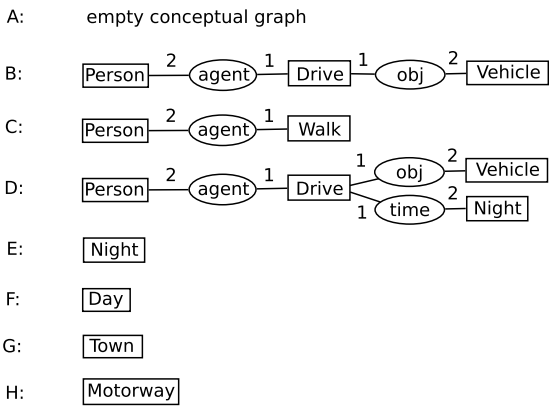 A: empty conceptual graph
B: Person 2 agent 1 Drive 1 obj 2 Vehicle
C: Person 2 agent 1 Walk
D: Person 2 agent 1 Drive 1 obj 2 Vehicle
1 time 2 Night
E: Night
F: Day
G: Town
H: Motorway